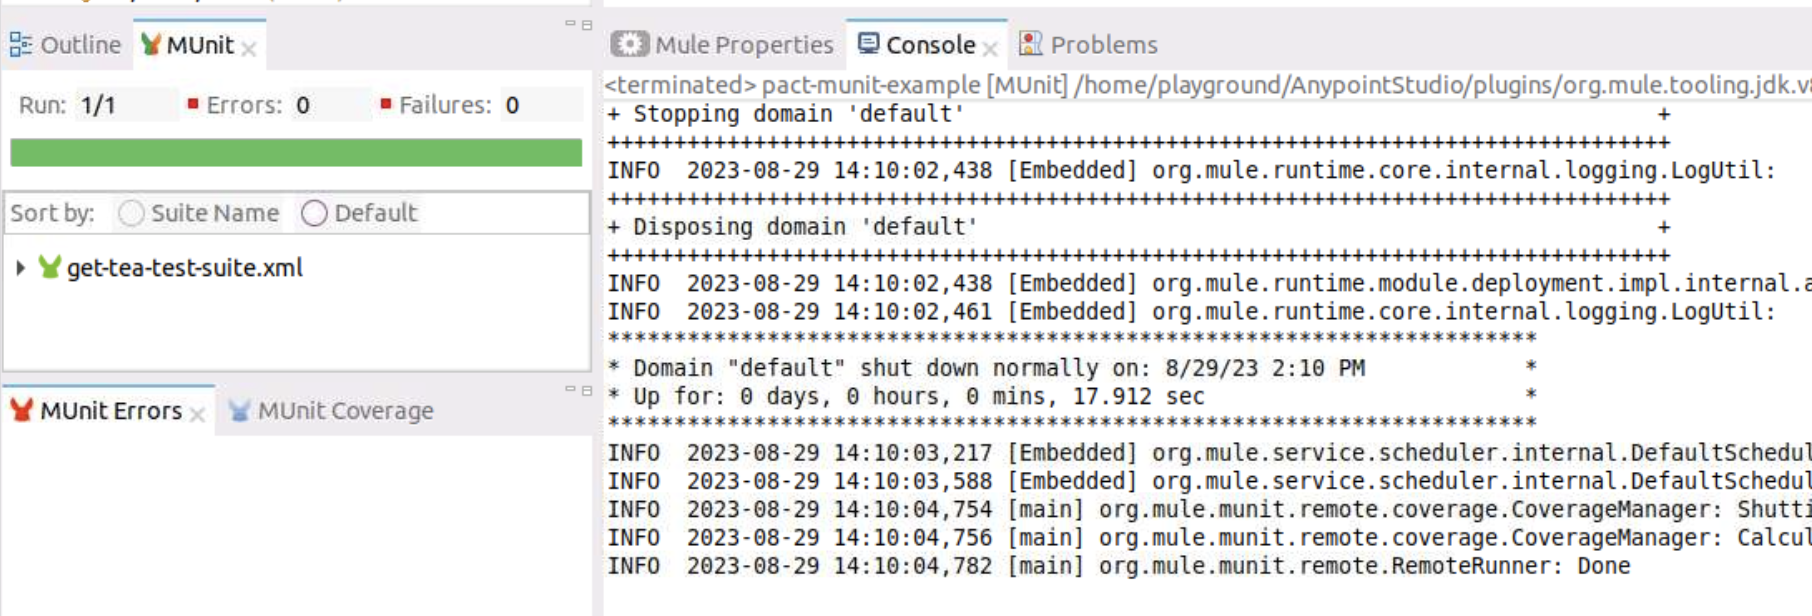 Outline MUnit
Run: 1/1 Errors: 0 Failures: 0
Sort by: Suite Name Default
get-tea-test-suite.xml
MUnit Errors MUnit Coverage
Mule Properties Console Problems
<terminated> pact-munit-example [MUnit] /home/playground/AnypointStudio/plugins/org.mule.tooling.jdk.v
+ Stopping domain 'default' +
++++++++++++++++++++++++++++++++++++++++++++++++++++++++++++++++++++++++++++++++
INFO 2023-08-29 14:10:02,438 [Embedded] org.mule.runtime.core.internal.logging.LogUtil:
++++++++++++++++++++++++++++++++++++++++++++++++++++++++++++++++++++++++++++++++
+ Disposing domain 'default' +
++++++++++++++++++++++++++++++++++++++++++++++++++++++++++++++++++++++++++++++++
INFO 2023-08-29 14:10:02,438 [Embedded] org.mule.runtime.module.deployment.impl.internal.a
INFO 2023-08-29 14:10:02,461 [Embedded] org.mule.runtime.core.internal.logging.LogUtil:
**********************************************************************
* Domain "default" shut down normally on: 8/29/23 2:10 PM *
* Up for: 0 days, 0 hours, 0 mins, 17.912 sec *
**********************************************************************
INFO 2023-08-29 14:10:03,217 [Embedded] org.mule.service.scheduler.internal.DefaultSchedul
INFO 2023-08-29 14:10:03,588 [Embedded] org.mule.service.scheduler.internal.DefaultSchedul
INFO 2023-08-29 14:10:04,754 [main] org.mule.munit.remote.coverage.CoverageManager: Shutti
INFO 2023-08-29 14:10:04,756 [main] org.mule.munit.remote.coverage.CoverageManager: Calcul
INFO 2023-08-29 14:10:04,782 [main] org.mule.munit.remote.RemoteRunner: Done